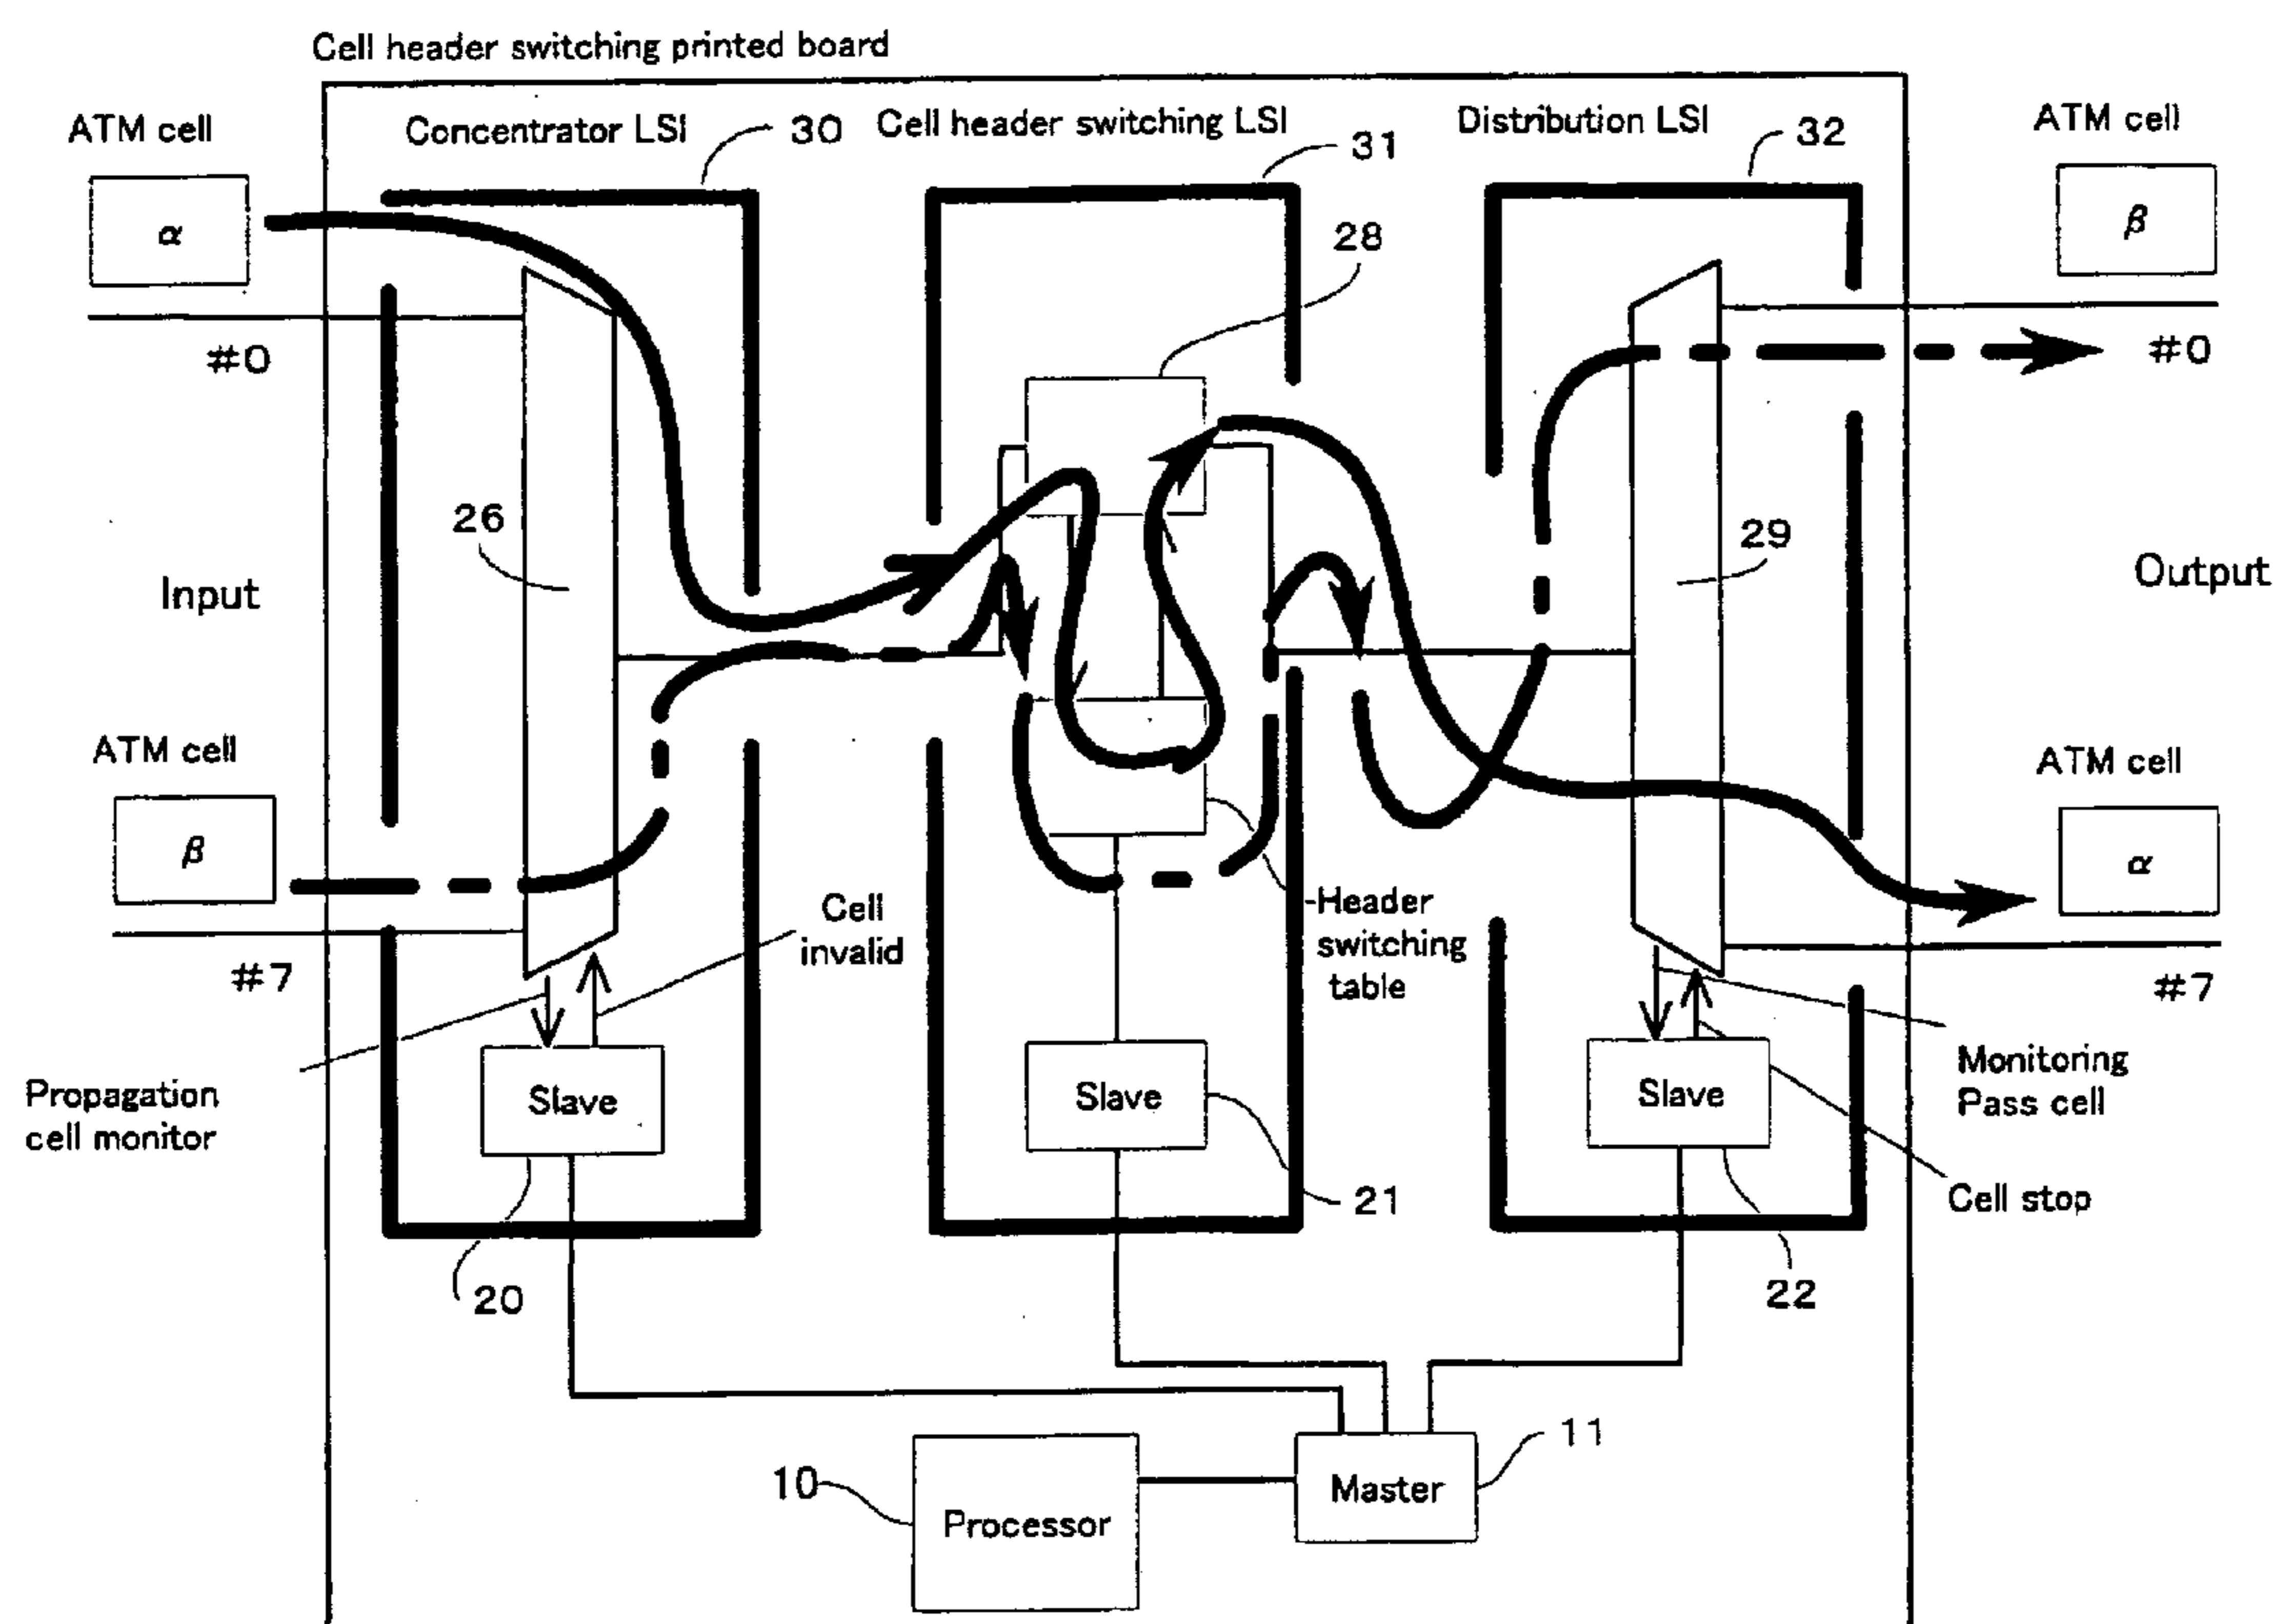 Cell header switching printed board
ATM cell
Concentrator LSI
30
Cell header switching LSI
31
Distribution LSI
32
ATM cell
α
β
28
#0
#0
26
29
Input
Output
ATM cell
ATM cell
β
α
Cell
invalid
Header
switching
table
#7
#7
Propagation
cell monitor
Slave
Slave
Slave
Monitoring
Pass cell
Cell stop
20
21
22
11
10
Processor
Master